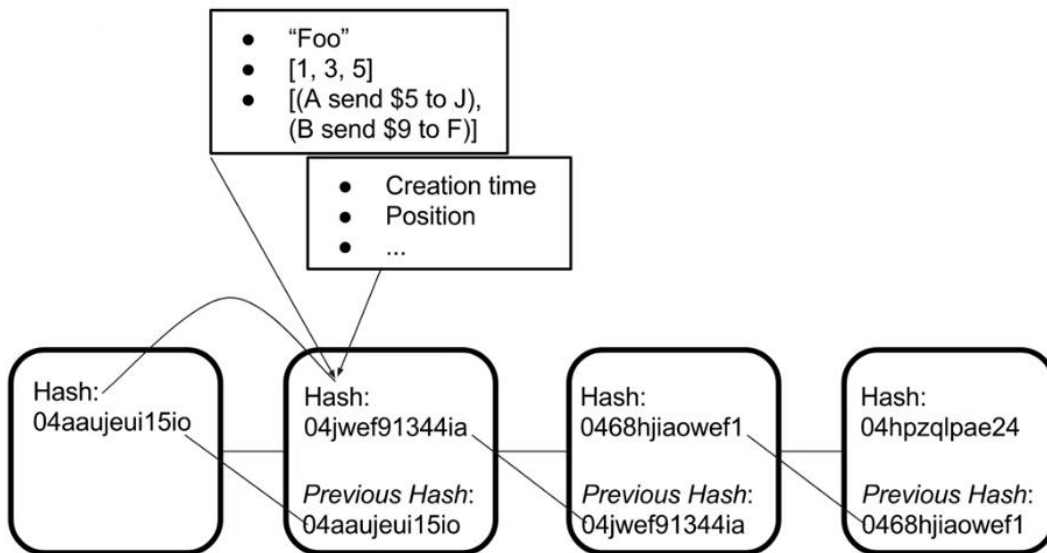 ● “Foo”
● [1, 3, 5]
● [(A send $5 to J),
(B send $9 to F)]
● Creation time
● Position
● ...
Hash:
04aaujeui15io
Hash:
04jwef91344ia
Previous Hash:
04aaujeui15io
Hash:
0468hjiaowef1
Previous Hash:
04jwef91344ia
Hash:
04hpzqlpae24
Previous Hash:
0468hjiaowef1